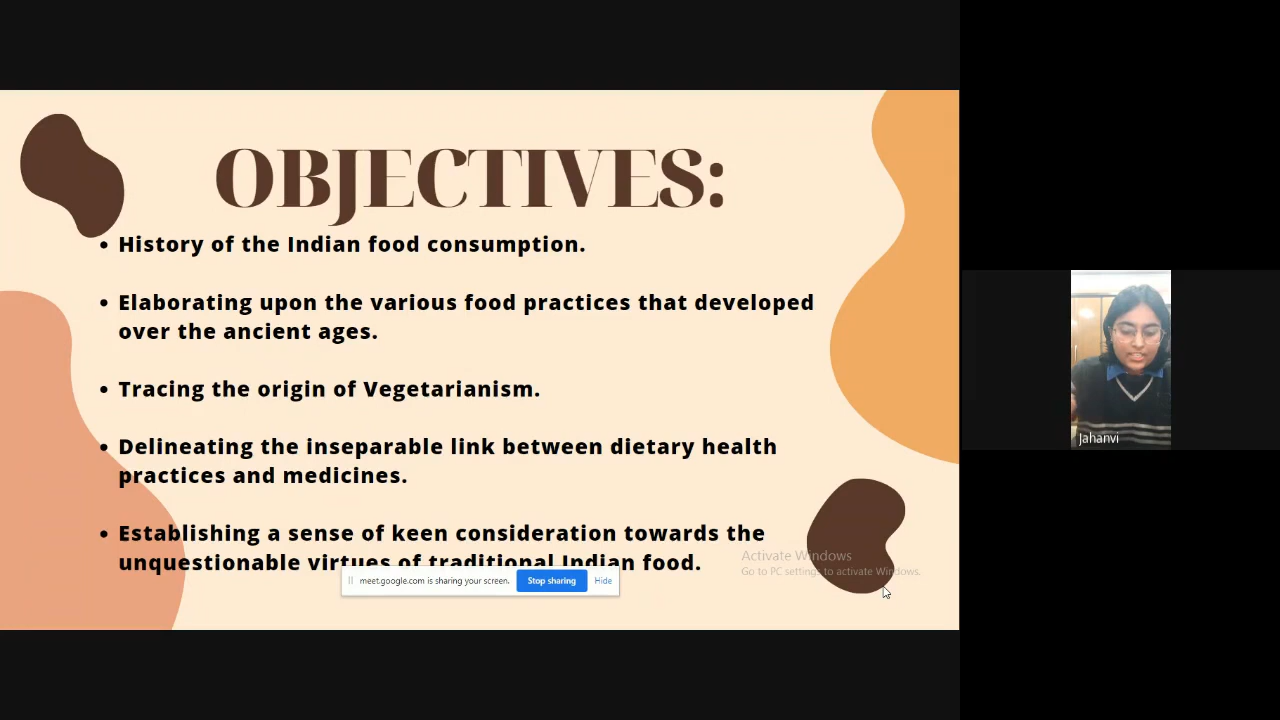 OBJECTIVES:
• History of the Indian food consumption.
• Elaborating upon the various food practices that developed
over the ancient ages.
• Tracing the origin of Vegetarianism.
• Delineating the inseparable link between dietary health
practices and medicines.
• Establishing a sense of keen consideration towards the
unquestionable virtues of traditional Indian food.
Activate Windows
Go to PC settings to activate Windows.
meet.google.com is sharing your screen. Stop sharing Hide
Jahanvi